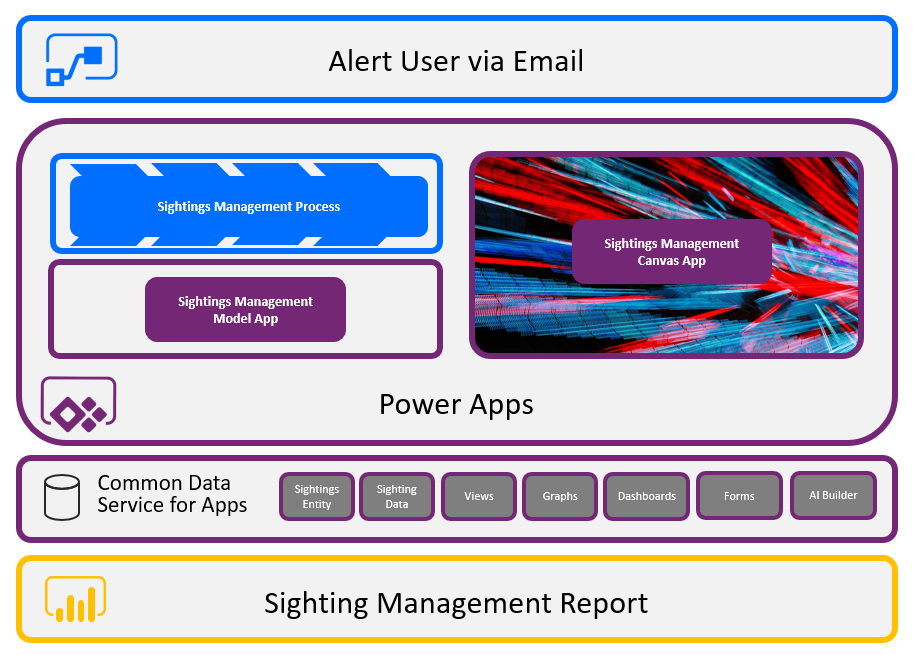 Alert User via Email
Sightings Management Process
Sightings Management
Model App
Sightings Management
Canvas App
Power Apps
Common Data
Service for Apps
Sightings
Entity
Sighting
Data
Views
Graphs
Dashboards
Forms
AI Builder
Sighting Management Report